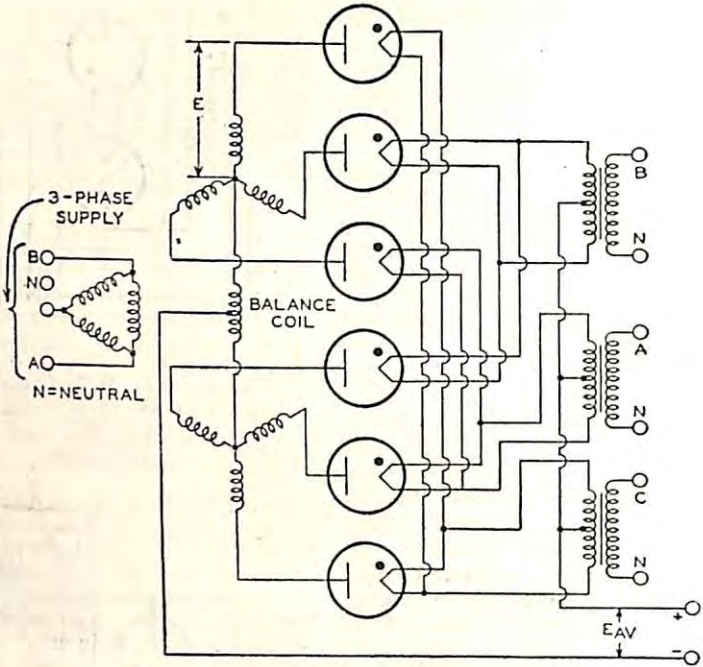 E
3-PHASE
SUPPLY
B
N
A
N=NEUTRAL
BALANCE
COIL
B
N
A
N
C
N
+
EAV
-